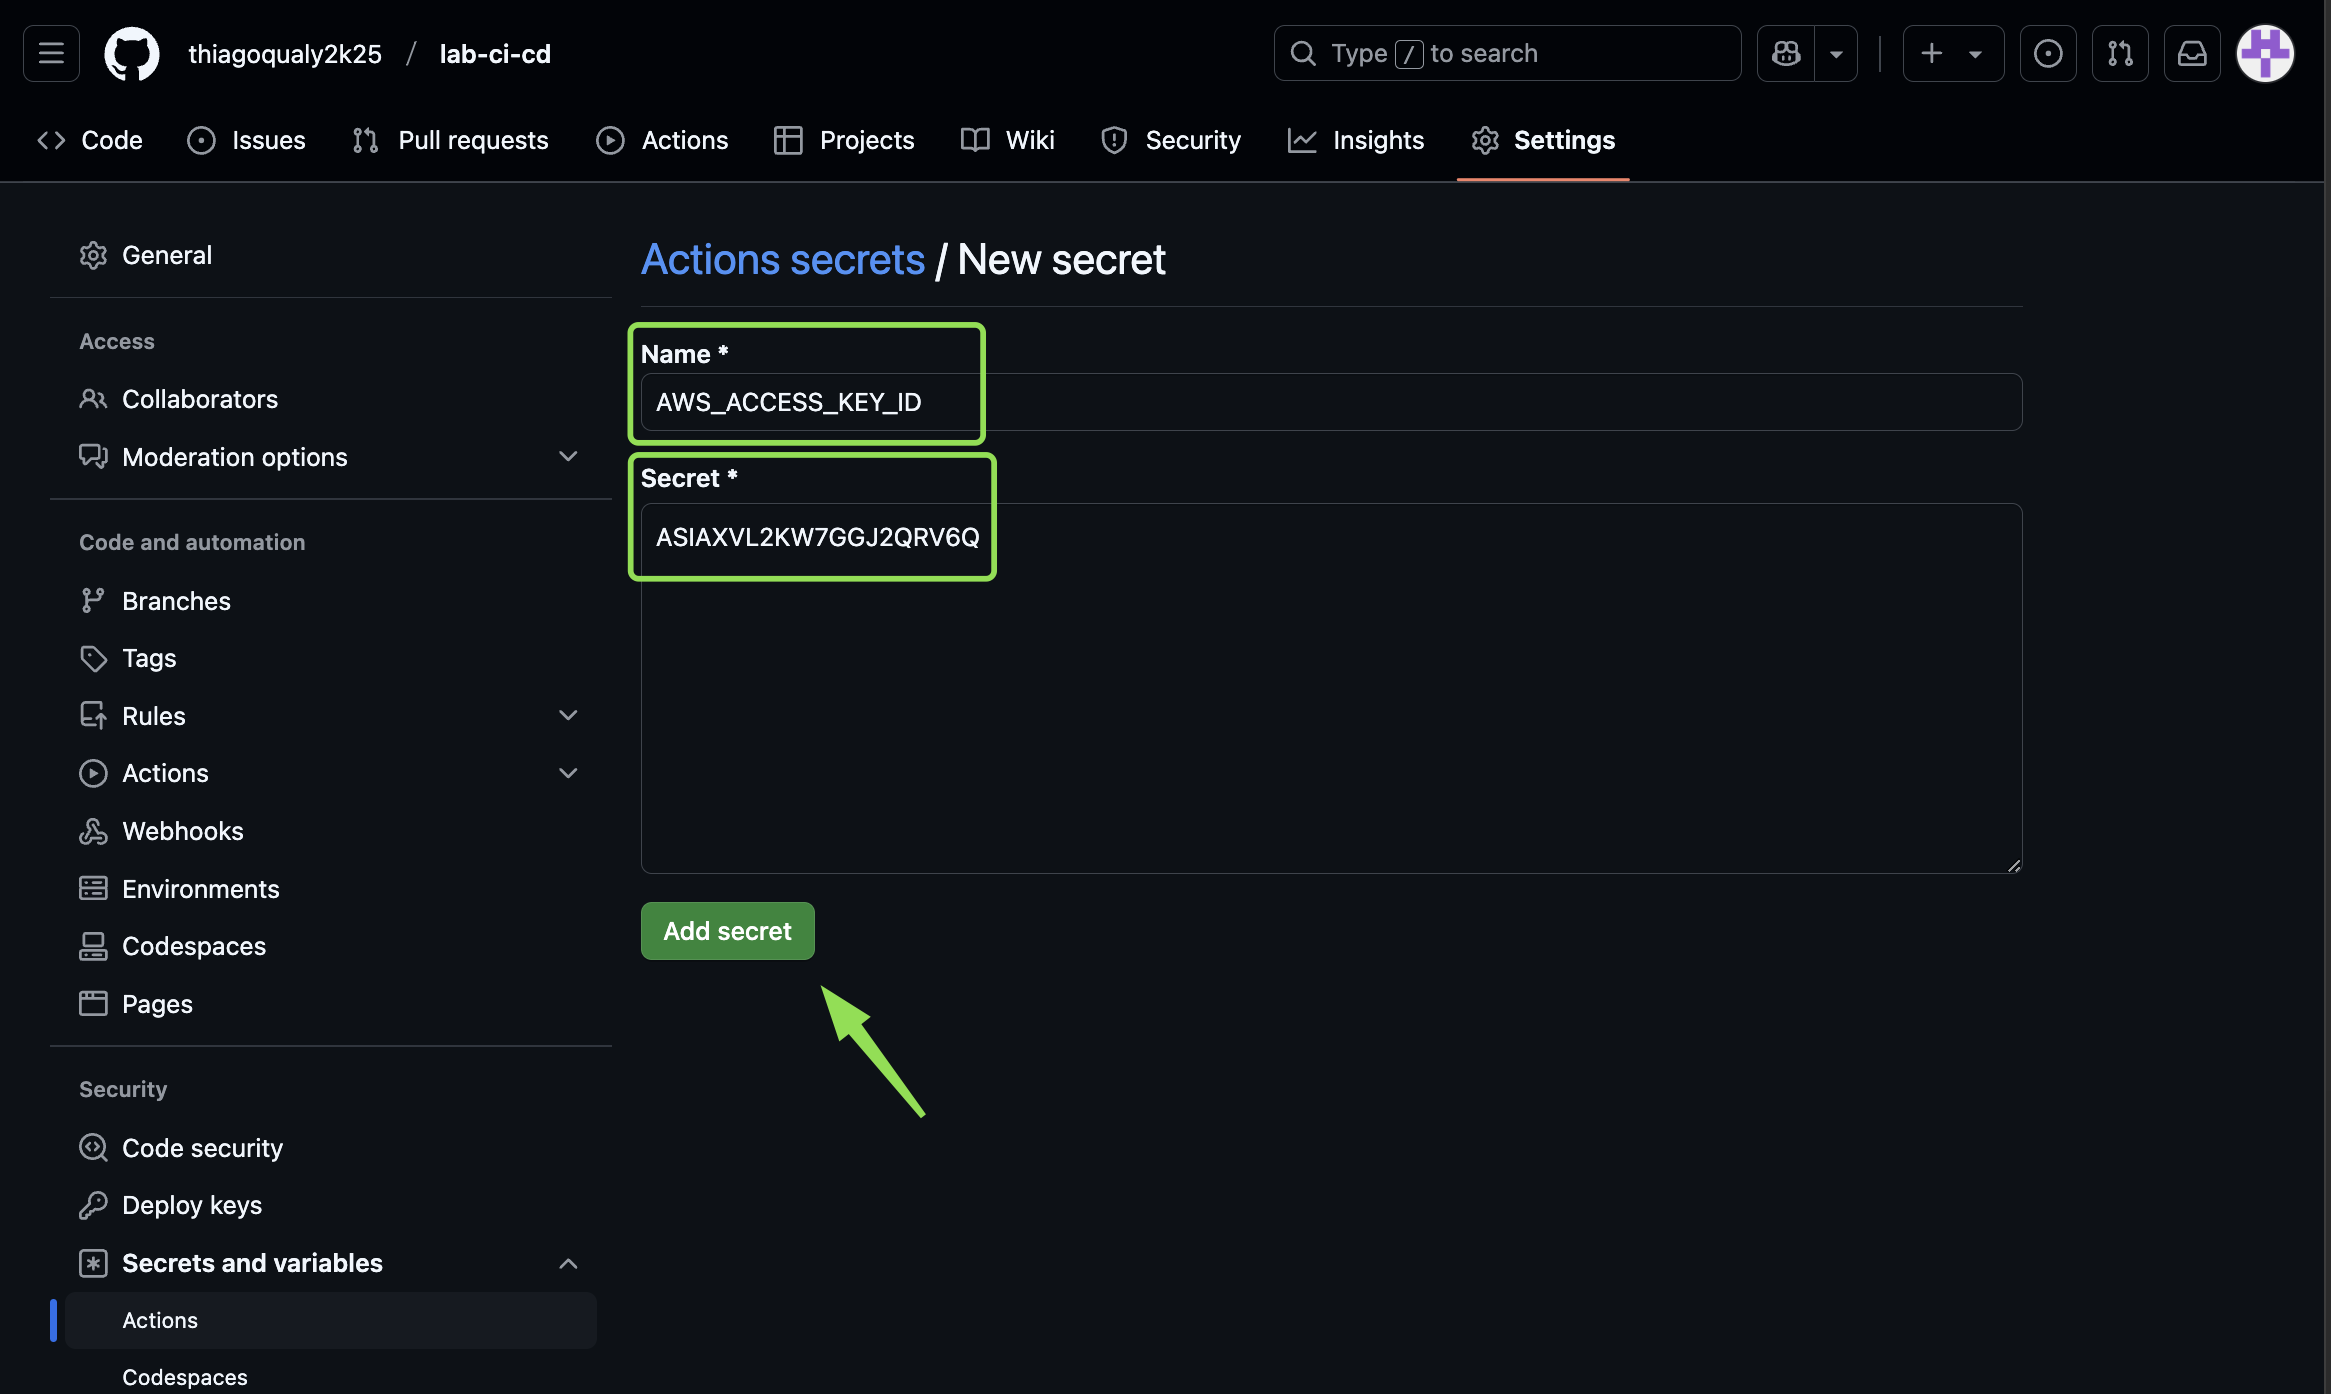 thiagoqualy2k25 / lab-ci-cd
Type / to search
Code Issues Pull requests Actions Projects Wiki Security Insights Settings
General
Access
Collaborators
Moderation options
Code and automation
Branches
Tags
Rules
Actions
Webhooks
Environments
Codespaces
Pages
Security
Code security
Deploy keys
Secrets and variables
Actions
Codespaces
Actions secrets / New secret
Name *
AWS_ACCESS_KEY_ID
Secret *
ASIAXVL2KW7GGJ2QRV6Q
Add secret